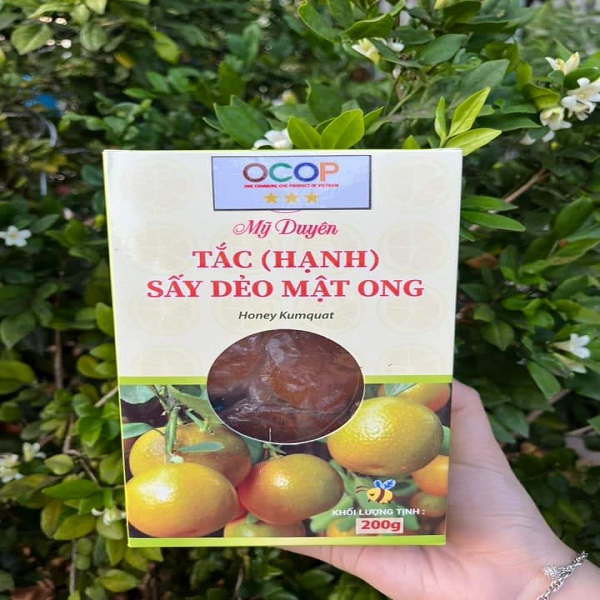 OCOP
ONE COMMUNE ONE PRODUCT OF VIETNAM
Mỹ Duyên
TẮC (HẠNH)
SẤY DẺO MẬT ONG
Honey Kumquat
KHỐI LƯỢNG TỊNH :
200g